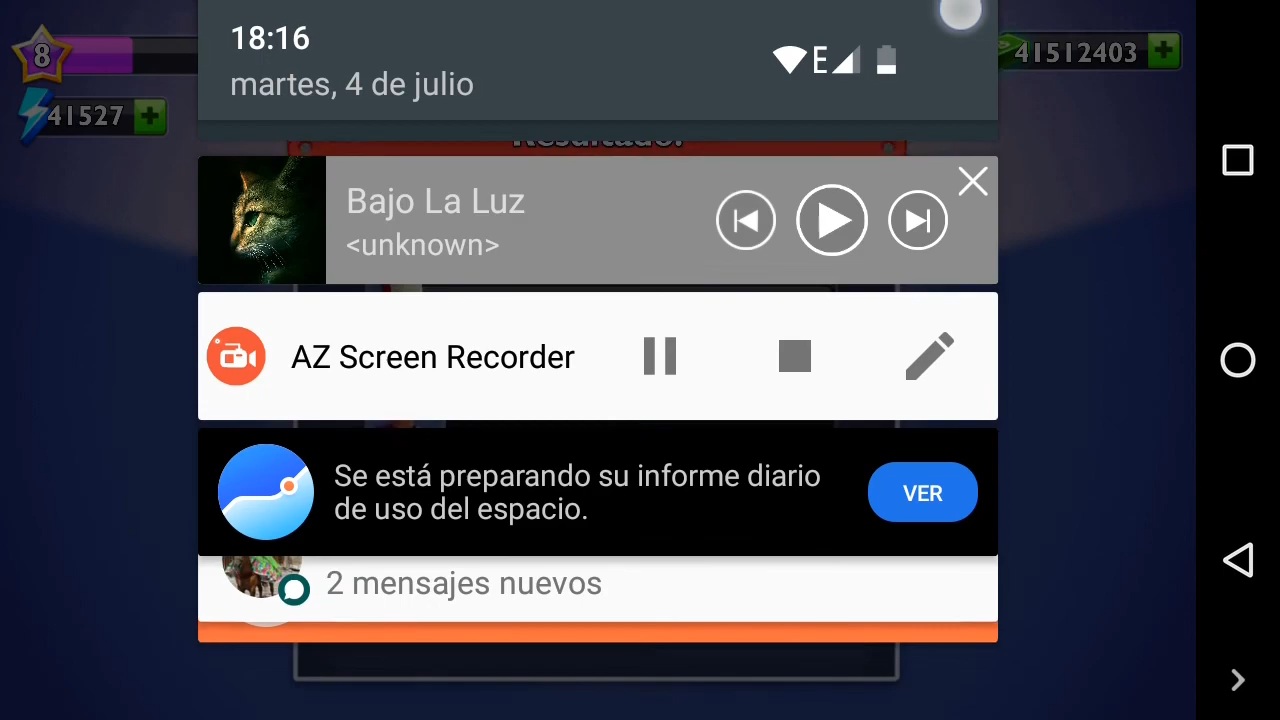 18:16
martes, 4 de julio
E
8
41512403
41527
Resultado:
Bajo La Luz
<unknown>
AZ Screen Recorder
Se está preparando su informe diario
de uso del espacio.
VER
2 mensajes nuevos